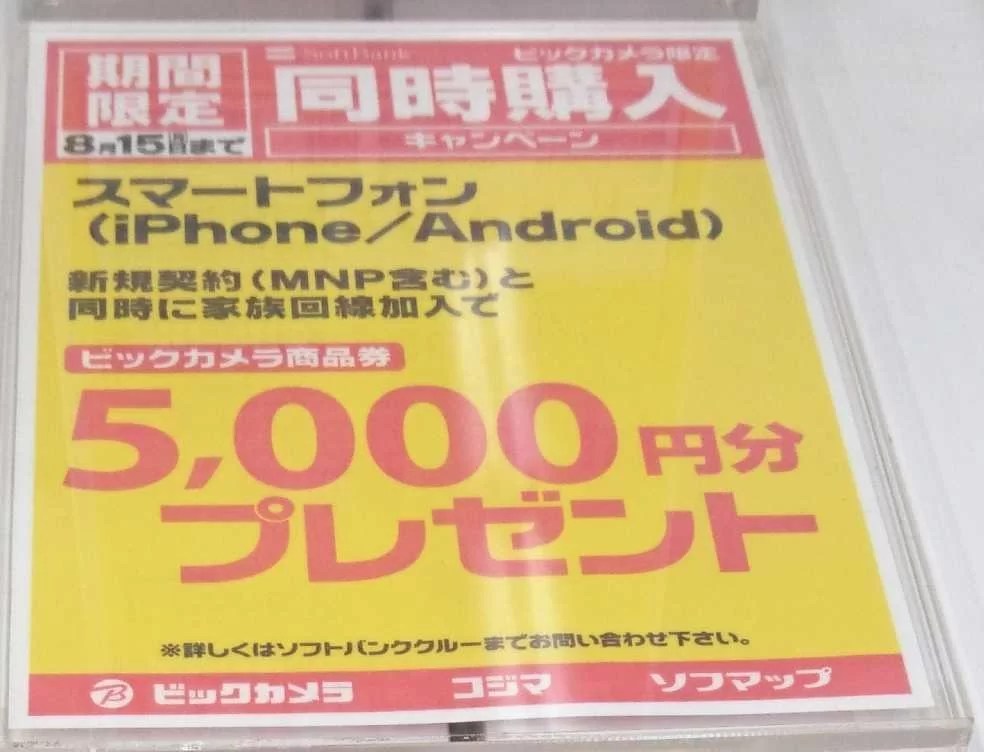 SoftBank
ビックカメラ限定
期間
限定
8月15日まで
同時購入
キャンペーン
スマートフォン
(iPhone/Android)
新規契約(MNP含む)と
同時に家族回線加入で
ビックカメラ商品券
5,000円分
プレゼント
※詳しくはソフトバンククルーまでお問い合わせ下さい。
ビックカメラ コジマ ソフマップ